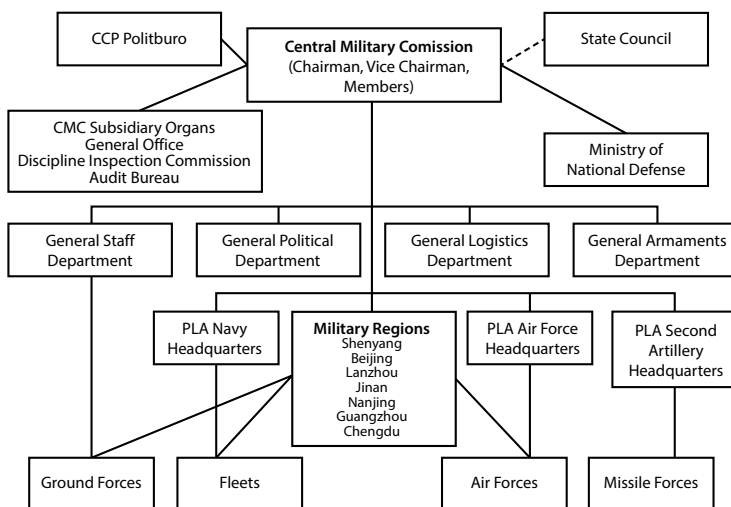 CCP Politburo
Central Military Comission
(Chairman, Vice Chairman,
Members)
State Council
CMC Subsidiary Organs
General Office
Discipline Inspection Commission
Audit Bureau
Ministry of
National Defense
General Staff
Department
General Political
Department
General Logistics
Department
General Armaments
Department
PLA Navy
Headquarters
Military Regions
Shenyang
Beijing
Lanzhou
Jinan
Nanjing
Guangzhou
Chengdu
PLA Air Force
Headquarters
PLA Second
Artillery
Headquarters
Ground Forces
Fleets
Air Forces
Missile Forces